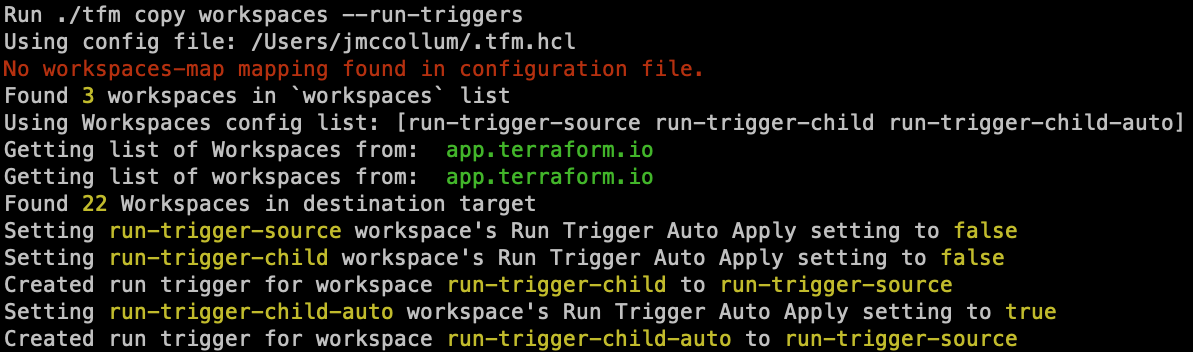 Run ./tfm copy workspaces --run-triggers
Using config file: /Users/jmccollum/.tfm.hcl
No workspaces-map mapping found in configuration file.
Found 3 workspaces in `workspaces` list
Using Workspaces config list: [run-trigger-source run-trigger-child run-trigger-child-auto]
Getting list of Workspaces from:  app.terraform.io
Getting list of workspaces from:  app.terraform.io
Found 22 Workspaces in destination target
Setting run-trigger-source workspace's Run Trigger Auto Apply setting to false
Setting run-trigger-child workspace's Run Trigger Auto Apply setting to false
Created run trigger for workspace run-trigger-child to run-trigger-source
Setting run-trigger-child-auto workspace's Run Trigger Auto Apply setting to true
Created run trigger for workspace run-trigger-child-auto to run-trigger-source